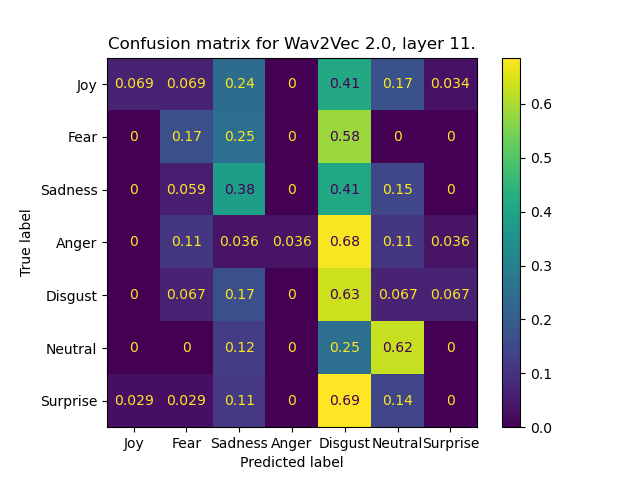 Confusion matrix for Wav2Vec 2.0, layer 11.
Joy 0.069 0.069 0.24 0 0.41 0.17 0.034
Fear 0 0.17 0.25 0 0.58 0 0
Sadness 0 0.059 0.38 0 0.41 0.15 0
Anger 0 0.11 0.036 0.036 0.68 0.11 0.036
Disgust 0 0.067 0.17 0 0.63 0.067 0.067
Neutral 0 0 0.12 0 0.25 0.62 0
Surprise 0.029 0.029 0.11 0 0.69 0.14 0
Joy Fear Sadness Anger Disgust Neutral Surprise
Predicted label
True label
0.6
0.5
0.4
0.3
0.2
0.1
0.0